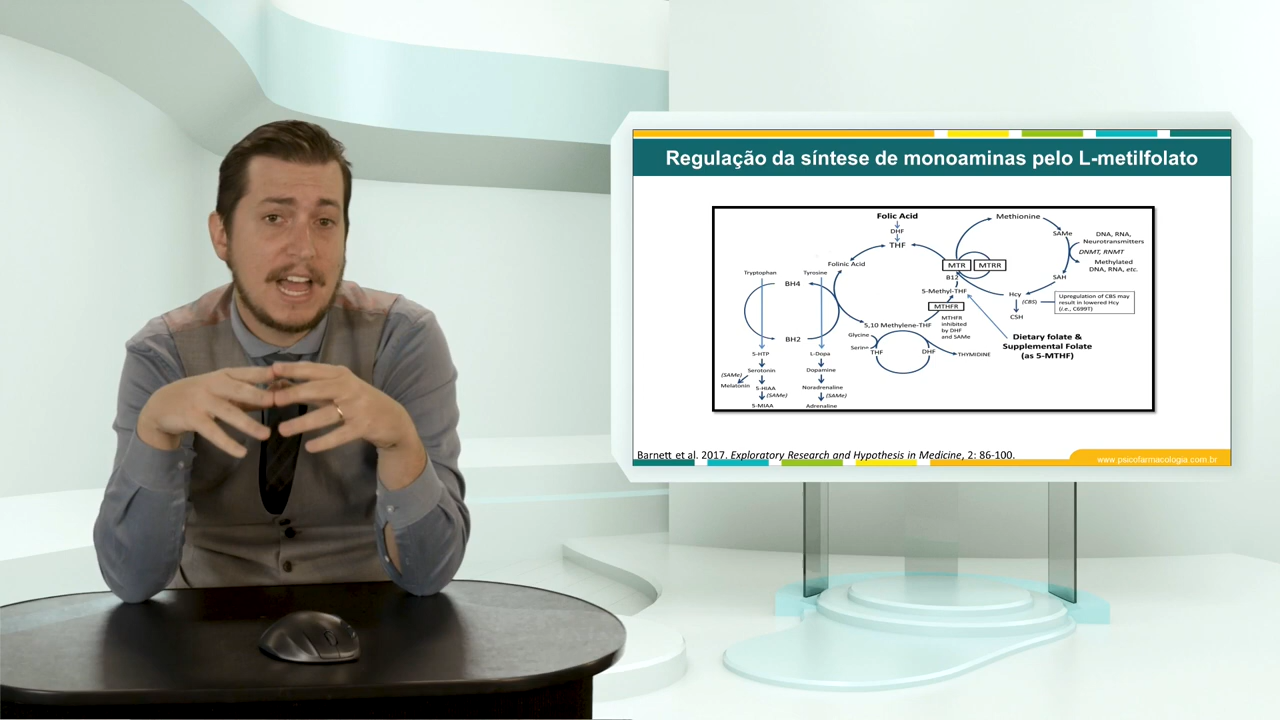 Regulação da síntese de monoaminas pelo L-metilfolato
Folic Acid
DHF
THF
Methionine
SAMe
DNA, RNA,
Neurotransmitters
DNMT, RNMT
Methylated
DNA, RNA, etc.
SAH
MTR
MTRR
B12
Folinic Acid
Tryptophan
Tyrosine
BH4
5-Methyl-THF
MTHFR
Hcy
(CBS)
CSH
Upregulation of CBS may
result in lowered Hcy
(i.e., C699T)
5,10 Methylene-THF
MTHFR
inhibited
by DHF
and SAMe
Glycine
Serine
THF
DHF
THYMIDINE
Dietary folate &
Supplemental Folate
(as 5-MTHF)
BH2
5-HTP
L-Dopa
Serotonin
Dopamine
(SAMe)
Melatonin
5-HIAA
Noradrenaline
(SAMe)
(SAMe)
5-MIAA
Adrenaline
Barnett et al. 2017. Exploratory Research and Hypothesis in Medicine, 2: 86-100.
www.psicofarmacologia.com.br